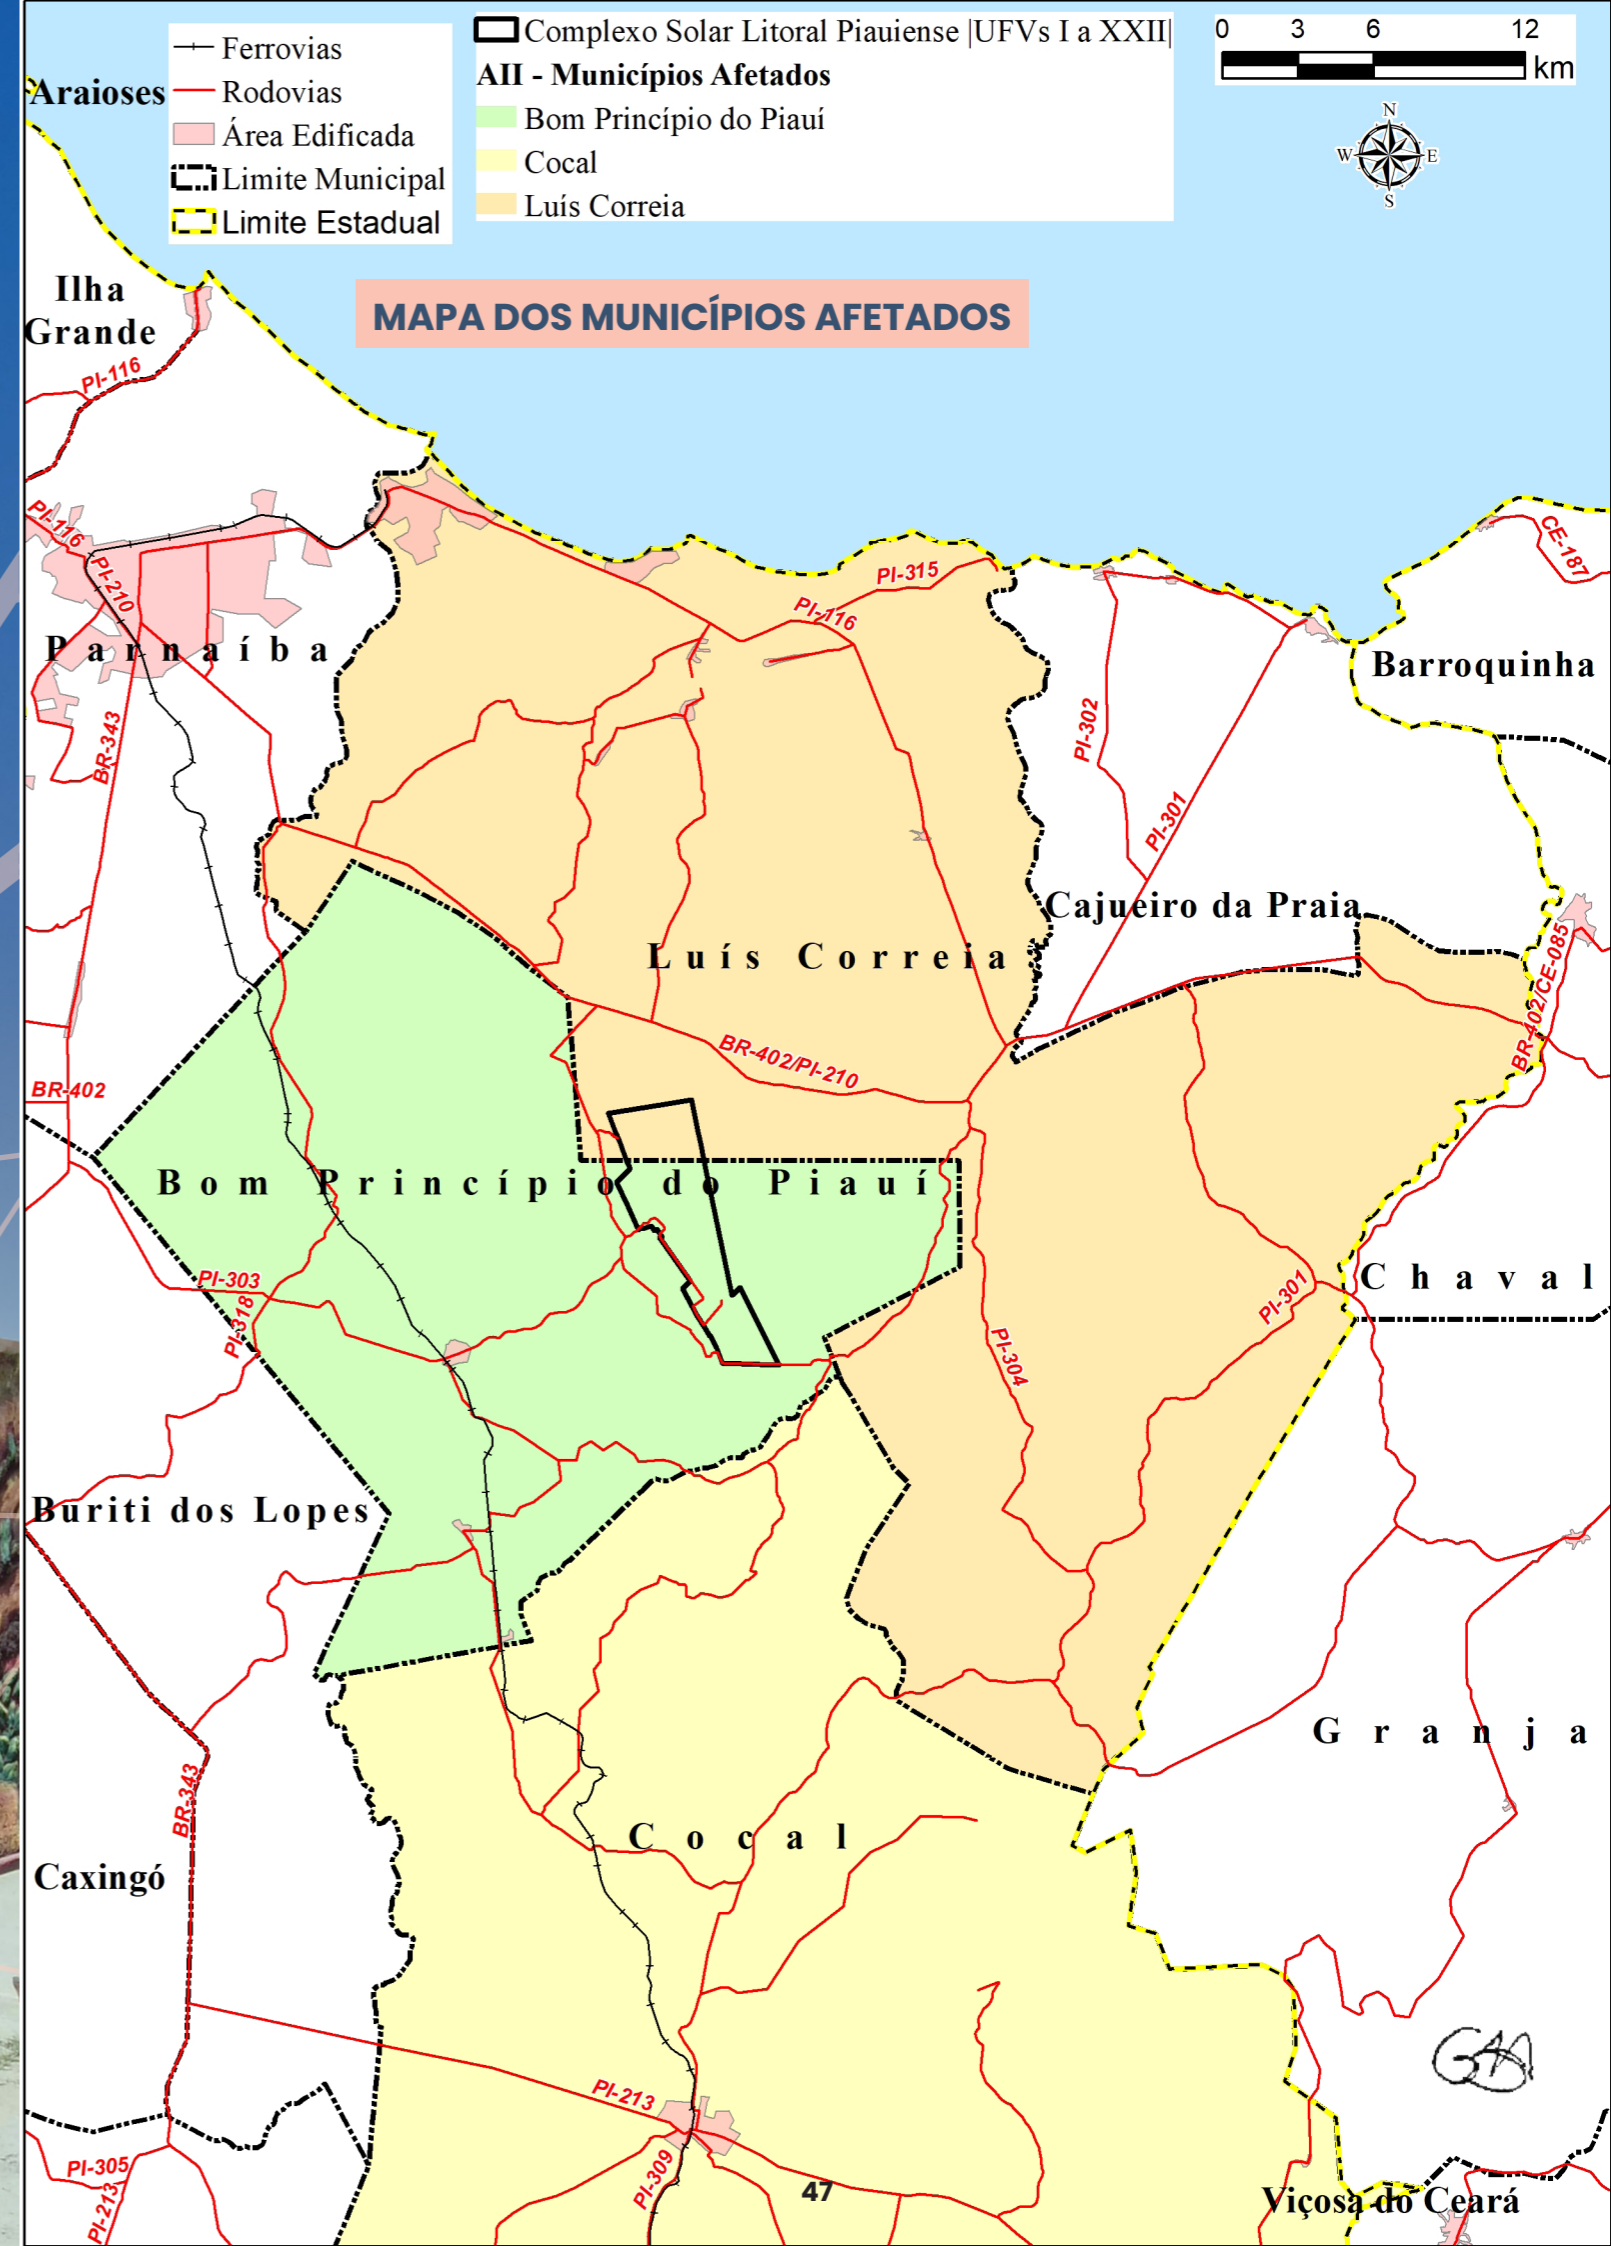 Ferrovias
Rodovias
Área Edificada
Limite Municipal
Limite Estadual
Complexo Solar Litoral Piauiense |UFVs I a XXII|
AII - Municípios Afetados
Bom Princípio do Piauí
Cocal
Luís Correia
0 3 6 12
km
N
W E
S
Araioses
MAPA DOS MUNICÍPIOS AFETADOS
Ilha
Grande
PI-116
PI-116
PI-210
Parnaíba
BR-343
PI-315
PI-116
CE-187
Barroquinha
PI-302
PI-301
Cajueiro da Praia
Luís Correia
BR-402/CE-085
BR-402/PI-210
BR-402
Bom Princípio do Piauí
PI-303
PI-318
PI-304
PI-301
Chaval
Buriti dos Lopes
Granja
BR-343
Cocal
Caxingó
PI-213
PI-309
PI-305
PI-213
47
Viçosa do Ceará